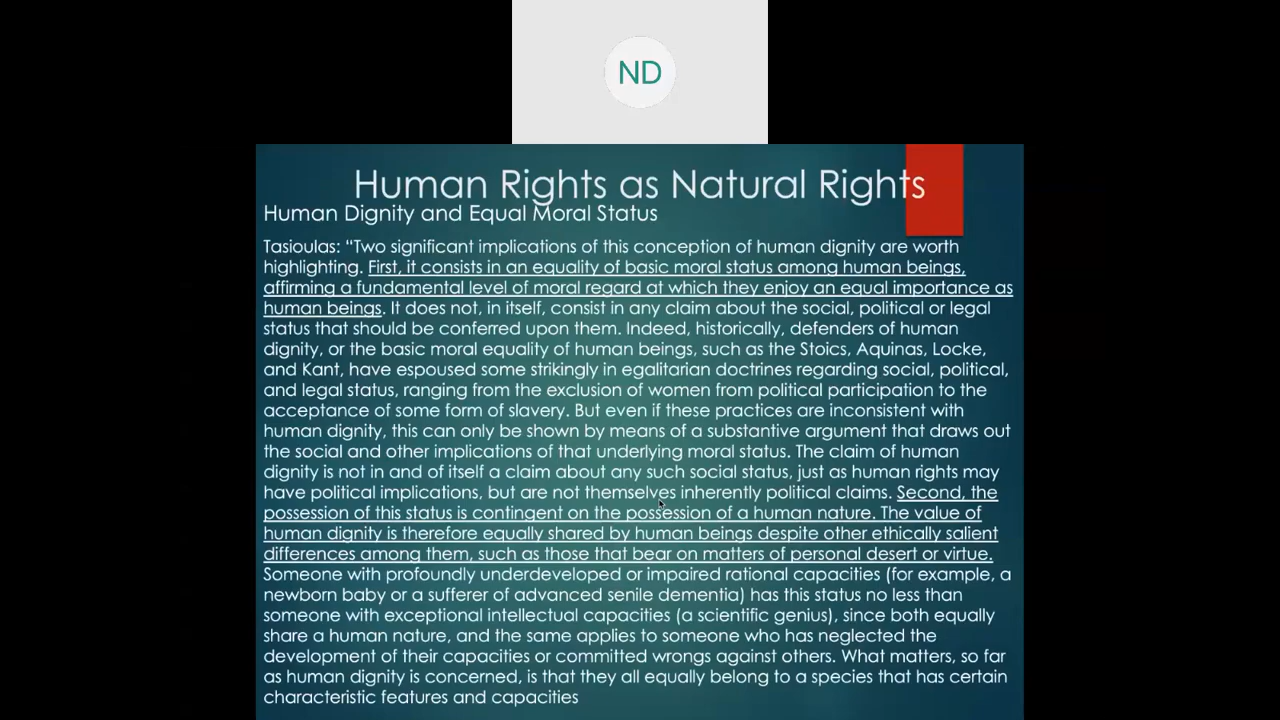 ND
Human Rights as Natural Rights
Human Dignity and Equal Moral Status
Tasioulas: “Two significant implications of this conception of human dignity are worth
highlighting. First, it consists in an equality of basic moral status among human beings,
affirming a fundamental level of moral regard at which they enjoy an equal importance as
human beings. It does not, in itself, consist in any claim about the social, political or legal
status that should be conferred upon them. Indeed, historically, defenders of human
dignity, or the basic moral equality of human beings, such as the Stoics, Aquinas, Locke,
and Kant, have espoused some strikingly in egalitarian doctrines regarding social, political,
and legal status, ranging from the exclusion of women from political participation to the
acceptance of some form of slavery. But even if these practices are inconsistent with
human dignity, this can only be shown by means of a substantive argument that draws out
the social and other implications of that underlying moral status. The claim of human
dignity is not in and of itself a claim about any such social status, just as human rights may
have political implications, but are not themselves inherently political claims. Second, the
possession of this status is contingent on the possession of a human nature. The value of
human dignity is therefore equally shared by human beings despite other ethically salient
differences among them, such as those that bear on matters of personal desert or virtue.
Someone with profoundly underdeveloped or impaired rational capacities (for example, a
newborn baby or a sufferer of advanced senile dementia) has this status no less than
someone with exceptional intellectual capacities (a scientific genius), since both equally
share a human nature, and the same applies to someone who has neglected the
development of their capacities or committed wrongs against others. What matters, so far
as human dignity is concerned, is that they all equally belong to a species that has certain
characteristic features and capacities